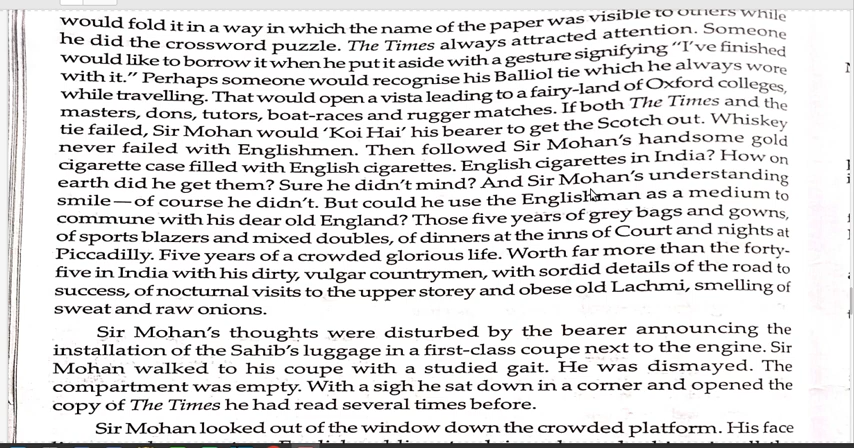 would fold it in a way in which the name of the paper was visible to others while
he did the crossword puzzle. The Times always attracted attention. Someone
would like to borrow it when he put it aside with a gesture signifying “I’ve finished
with it.” Perhaps someone would recognise his Balliol tie which he always wore
while travelling. That would open a vista leading to a fairy-land of Oxford colleges,
masters, dons, tutors, boat-races and rugger matches. If both The Times and the
tie failed, Sir Mohan would ‘Koi Hai’ his bearer to get the Scotch out. Whiskey
never failed with Englishmen. Then followed Sir Mohan’s handsome gold
cigarette case filled with English cigarettes. English cigarettes in India? How on
earth did he get them? Sure he didn’t mind? And Sir Mohan’s understanding
smile—of course he didn’t. But could he use the Englishman as a medium to
commune with his dear old England? Those five years of grey bags and gowns,
of sports blazers and mixed doubles, of dinners at the inns of Court and nights at
Piccadilly. Five years of a crowded glorious life. Worth far more than the forty-
five in India with his dirty, vulgar countrymen, with sordid details of the road to
success, of nocturnal visits to the upper storey and obese old Lachmi, smelling of
sweat and raw onions.
Sir Mohan’s thoughts were disturbed by the bearer announcing the
installation of the Sahib’s luggage in a first-class coupe next to the engine. Sir
Mohan walked to his coupe with a studied gait. He was dismayed. The
compartment was empty. With a sigh he sat down in a corner and opened the
copy of The Times he had read several times before.
Sir Mohan looked out of the window down the crowded platform. His face